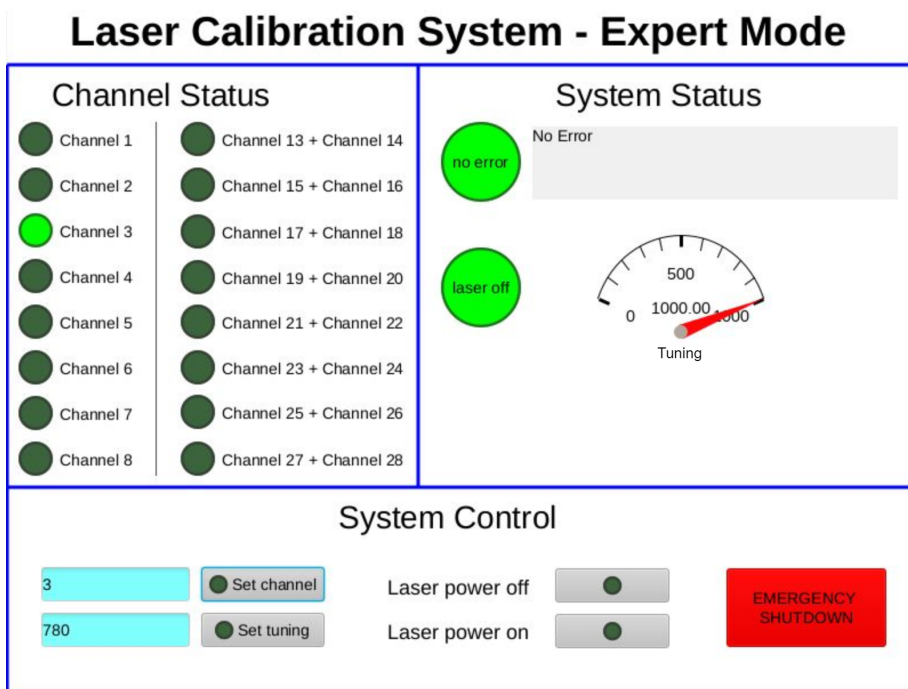 Laser Calibration System - Expert Mode
Channel Status
Channel 1
Channel 2
Channel 3
Channel 4
Channel 5
Channel 6
Channel 7
Channel 8
Channel 13 + Channel 14
Channel 15 + Channel 16
Channel 17 + Channel 18
Channel 19 + Channel 20
Channel 21 + Channel 22
Channel 23 + Channel 24
Channel 25 + Channel 26
Channel 27 + Channel 28
System Status
no error
No Error
laser off
500
0 1000.00 1000
Tuning
System Control
3 Set channel
780 Set tuning
Laser power off
Laser power on
EMERGENCY
SHUTDOWN